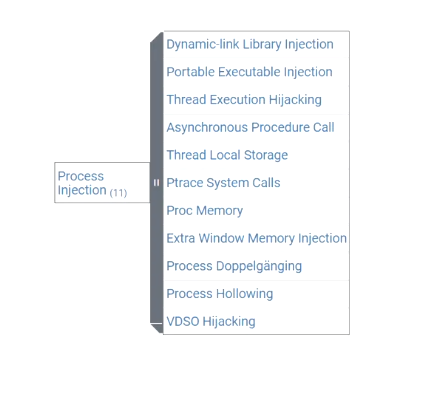 Dynamic-link Library Injection
Portable Executable Injection
Thread Execution Hijacking
Asynchronous Procedure Call
Thread Local Storage
Process
Injection (11)
Ptrace System Calls
Proc Memory
Extra Window Memory Injection
Process Doppelgänging
Process Hollowing
VDSO Hijacking